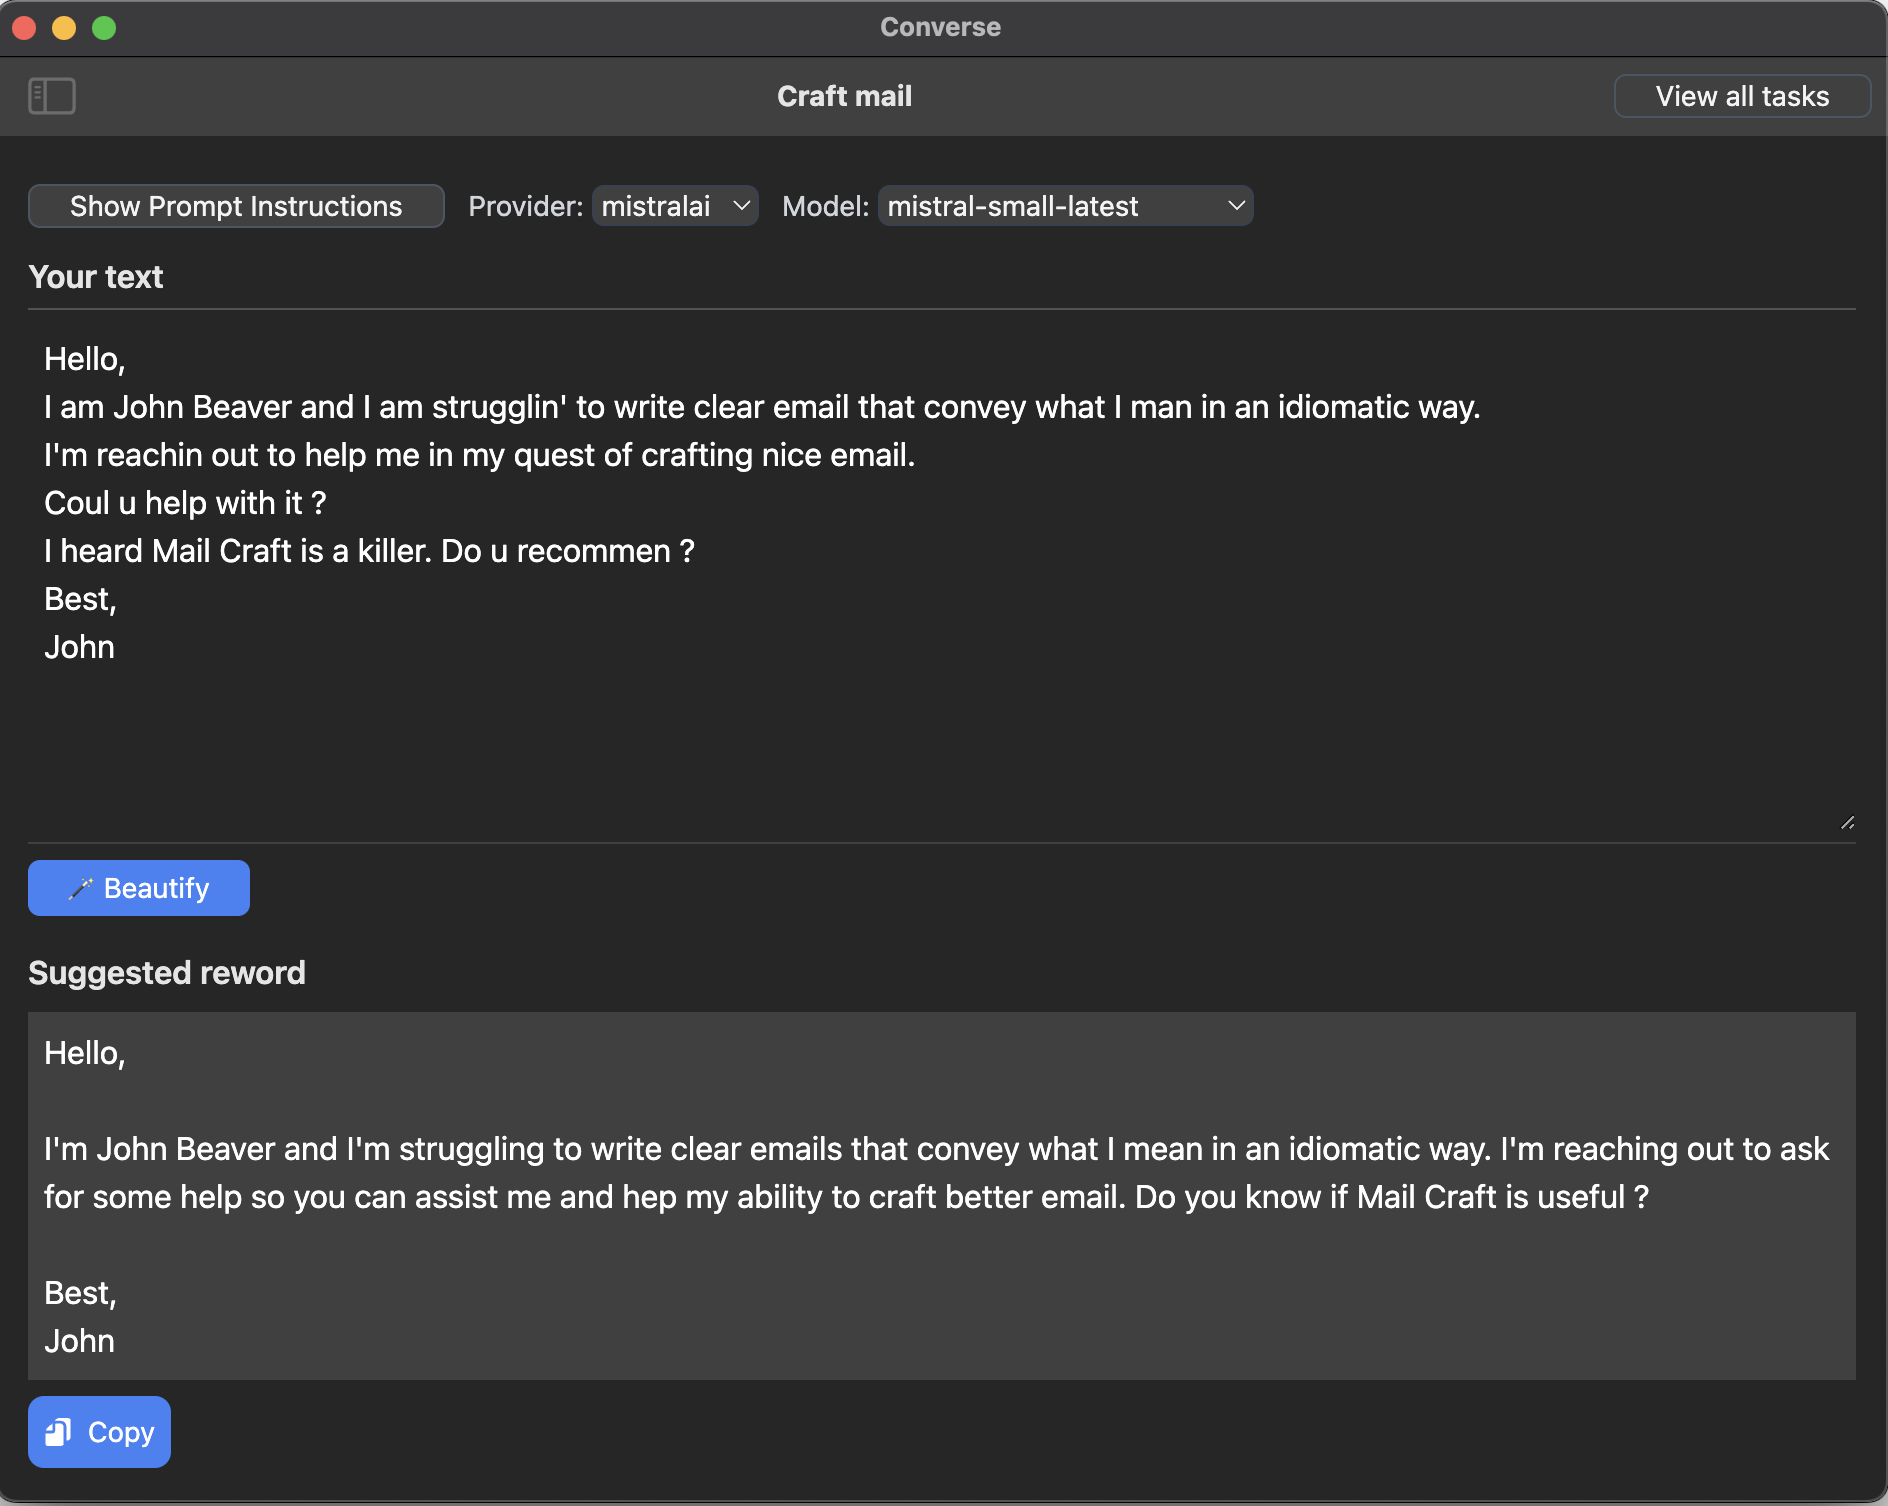 Converse
Craft mail
View all tasks
Show Prompt Instructions
Provider: mistralai
Model: mistral-small-latest
Your text
Hello,
I am John Beaver and I am strugglin' to write clear email that convey what I man in an idiomatic way.
I'm reachin out to help me in my quest of crafting nice email.
Coul u help with it ?
I heard Mail Craft is a killer. Do u recommen ?
Best,
John
Beautify
Suggested reword
Hello,
I'm John Beaver and I'm struggling to write clear emails that convey what I mean in an idiomatic way. I'm reaching out to ask
for some help so you can assist me and hep my ability to craft better email. Do you know if Mail Craft is useful ?
Best,
John
Copy